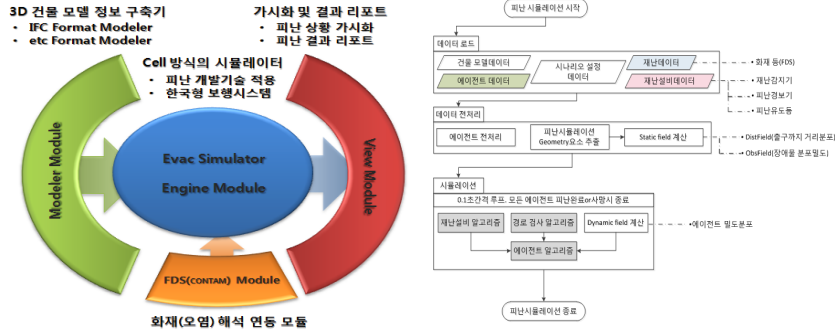 3D 건물 모델 정보 구축기
• IFC Format Modeler
• etc Format Modeler
가시화 및 결과 리포트
• 피난 상황 가시화
• 피난 결과 리포트
Cell 방식의 시뮬레이터
• 피난 개발기술 적용
• 한국형 보행시스템
Modeler Module
Evac Simulator
Engine Module
View Module
FDS(CONTAM) Module
화재(오염) 해석 연동 모듈
피난 시뮬레이션 시작
데이터 로드
건물 모델데이터
시나리오 설정
데이터
재난데이터
에이전트 데이터
재난설비데이터
• 화재 등(FDS)
• 재난감지기
• 피난경보기
• 피난유도등
데이터 전처리
에이전트 전처리
피난시뮬레이션
Geometry요소 추출
Static field 계산
• DistField(출구까지 거리분포)
• ObsField(장애물 분포밀도)
시뮬레이션
0.1초간격 루프. 모든 에이전트 피난완료or사망시 종료
재난설비 알고리즘
경로 검사 알고리즘
Dynamic field 계산
•에이전트 밀도분포
에이전트 알고리즘
피난시뮬레이션 종료